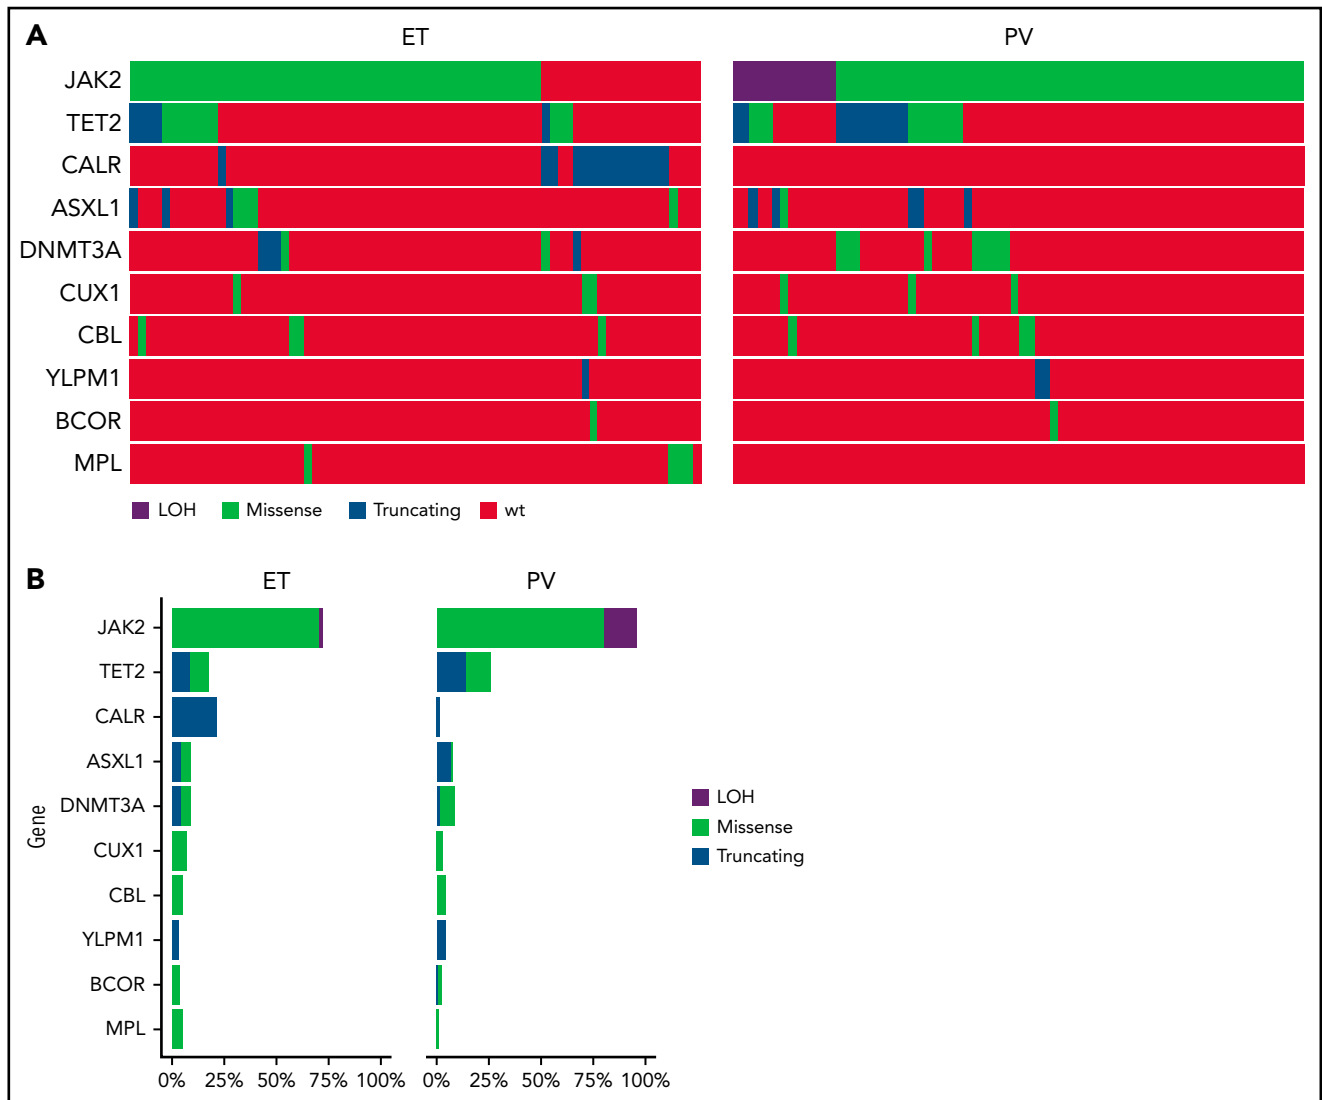 A
ET PV
JAK2
TET2
CALR
ASXL1
DNMT3A
CUX1
CBL
YLPM1
BCOR
MPL
LOH Missense Truncating wt
B
ET PV
Gene
JAK2
TET2
CALR
ASXL1
DNMT3A
CUX1
CBL
YLPM1
BCOR
MPL
0% 25% 50% 75% 100% 0% 25% 50% 75% 100%
LOH
Missense
Truncating